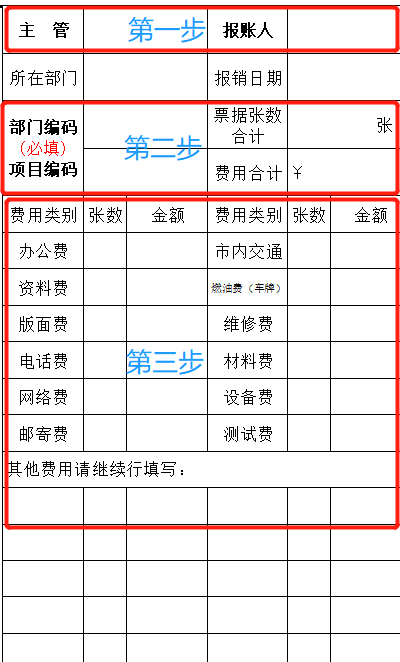 主 管 第一步 报账人
所在部门 报销日期
部门编码
(必填)
项目编码
第二步
票据张数
合计
张
费用合计 ¥
费用类别 张数 金额 费用类别 张数 金额
办公费 市内交通
资料费 燃油费（车牌）
版面费 维修费
电话费 第三步 材料费
网络费 设备费
邮寄费 测试费
其他费用请继续行填写：